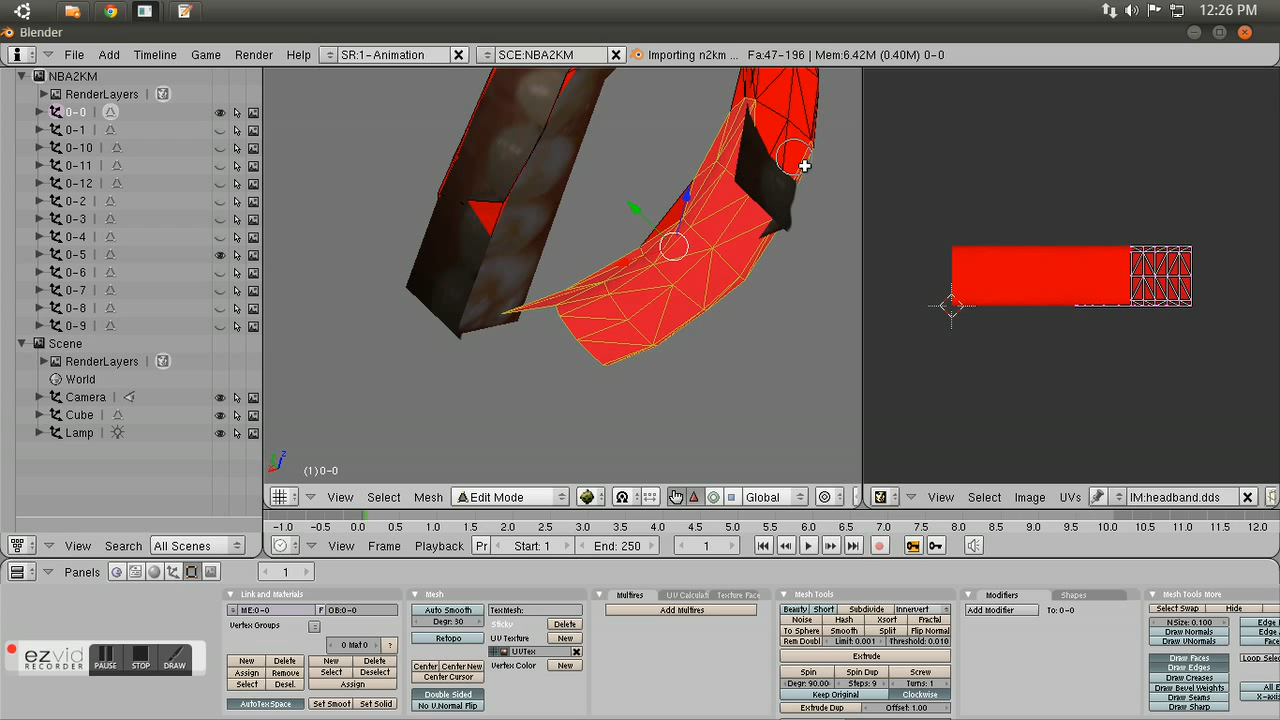 12:26 PM
Blender
File Add Timeline Game Render Help SR:1-Animation SCE:NBA2KM Importing n2km ... Fa:47-196 | Mem:6.42M (0.40M) 0-0
NBA2KM
RenderLayers
0-0
0-1
0-10
0-11
0-12
0-2
0-3
0-4
0-5
0-6
0-7
0-8
0-9
Scene
RenderLayers
World
Camera
Cube
Lamp
z
(1)0-0
View Select Mesh Edit Mode Global
View Select Image UVs IM:headband.dds
-1.0 -0.5 0.0 0.5 1.0 1.5 2.0 2.5 3.0 3.5 4.0 4.5 5.0 5.5 6.0 6.5 7.0 7.5 8.0 8.5 9.0 9.5 10.0 10.5 11.0 11.5 12.0
View Search All Scenes
View Frame Playback Pr Start: 1 End: 250 1
Panels 1
Link and Materials
ME:0-0 F OB:0-0
Vertex Groups
0 Mat 0 ?
New Delete New Delete
Assign Remove Select Deselect
Select Desel. Assign
AutoTexSpace Set Smoot Set Solid
Mesh
Auto Smooth TexMesh:
Degr: 30 Sticky Delete
Retopo UV Texture New
UVTex
Center Center New Vertex Color New
Center Cursor
Double Sided
No V.Normal Flip
Multires UV Calculati Texture Face
Add Multires
Mesh Tools
Beauty Short Subdivide Innervert
Noise Hash Xsort Fractal
To Sphere Smooth Split Flip Normal
Rem Doubl Limit: 0.001 Threshold: 0.010
Extrude
Spin Spin Dup Screw
Degr: 90.00 Steps: 9 Turns: 1
Keep Original Clockwise
Extrude Dup Offset: 1.00
Modifiers Shapes
Add Modifier To: 0-0
Mesh Tools More
Select Swap Hide
NSize: 0.100
Draw Normals
Draw VNormals
Draw Faces
Draw Edges
Draw Creases
Draw Bevel Weights
Draw Seams
Draw Sharp
Edge
Edge
Loop Selec
All E
X-axis
ezvid
RECORDER
PAUSE STOP DRAW